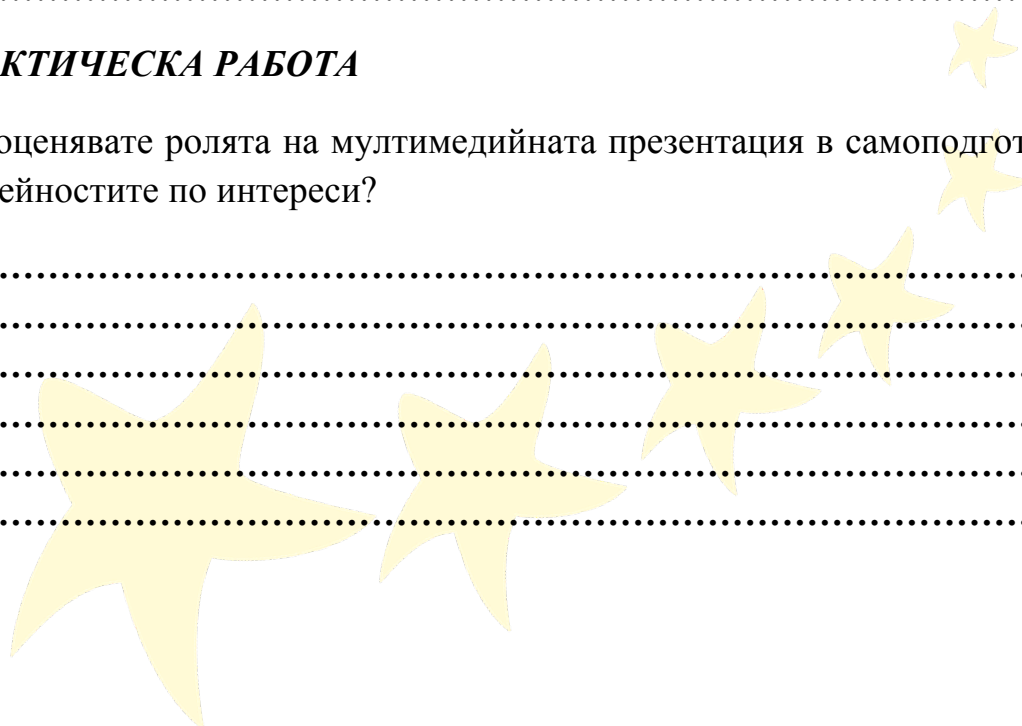 КТИЧЕСКА РАБОТА
оценявате ролята на мултимедийната презентация в самоподгот
ейностите по интереси?